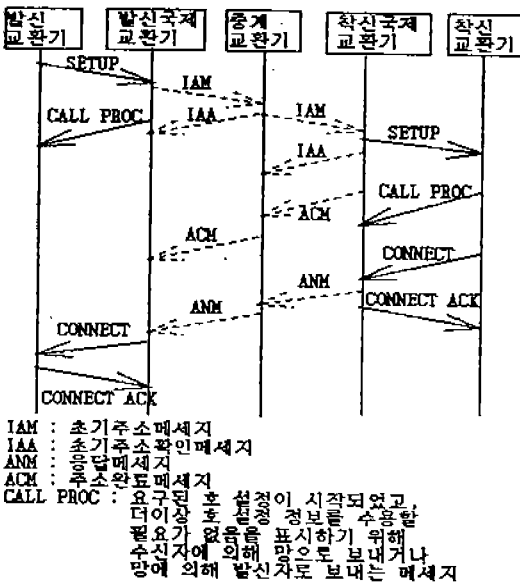 발신 교환기
발신국제 교환기
중계 교환기
착신국제 교환기
착신 교환기
SETUP
IAM
CALL PROC
IAA
IAM
SETUP
IAA
CALL PROC
ACM
ACM
CONNECT
ANM
ANM
CONNECT ACK
CONNECT
CONNECT ACK
IAM : 초기주소메세지
IAA : 초기주소확인메세지
ANM : 응답메세지
ACM : 주소완료메세지
CALL PROC : 요구된 호 설정이 시작되었고,
더이상 호 설정 정보를 수용할
필요가 없음을 표시하기 위해
수신자에 의해 망으로 보내거나
망에 의해 발신자로 보내는 메세지